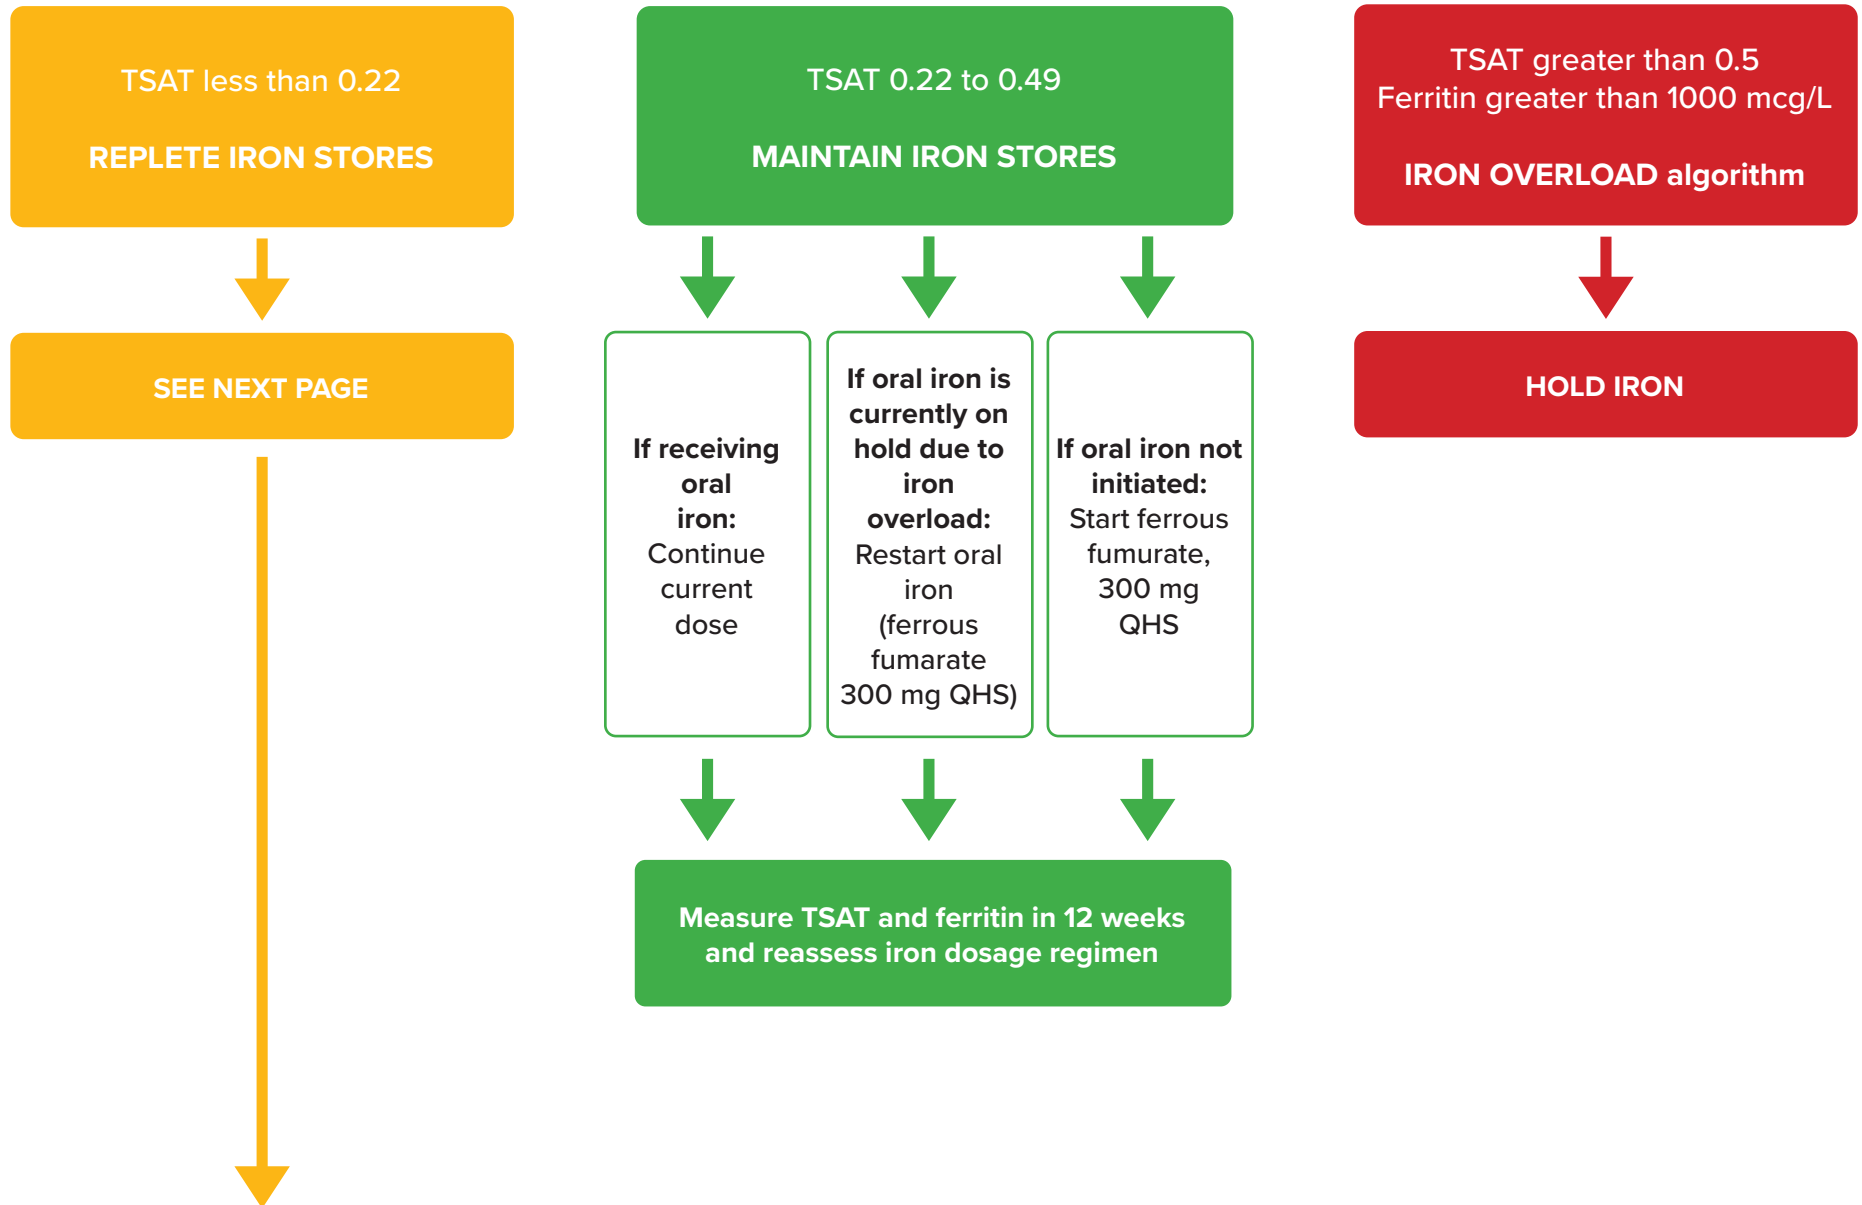 TSAT less than 0.22
REPLETE IRON STORES
SEE NEXT PAGE
TSAT 0.22 to 0.49
MAINTAIN IRON STORES
If receiving
oral
iron:
Continue
current
dose
If oral iron is
currently on
hold due to
iron
overload:
Restart oral
iron
(ferrous
fumarate
300 mg QHS)
If oral iron not
initiated:
Start ferrous
fumurate,
300 mg
QHS
Measure TSAT and ferritin in 12 weeks
and reassess iron dosage regimen
TSAT greater than 0.5
Ferritin greater than 1000 mcg/L
IRON OVERLOAD algorithm
HOLD IRON